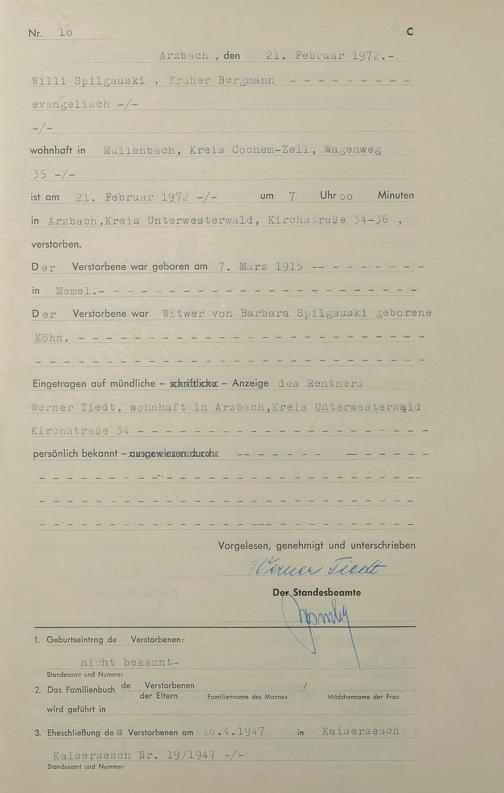 Nr. 10 C
Arzbach , den 21. Februar 1972.-
Willi Spilgauski , früher Bergmann - - - - - - - - -
evangelisch -/-
-/-
wohnhaft in Müllenbach, Kreis Cochem-Zell, Wagenweg
35 -/-
ist am 21. Februar 1972 -/- um 7 Uhr 00 Minuten
in Arzbach,Kreis Unterwesterwald, Kirchstraße 34-36 ,
verstorben.
Der Verstorbene war geboren am 7. März 1915 -- - - - - - - -
in Memel.- - - - - - - - - - - - - - - - - - - - - -
Der Verstorbene war Witwer von Barbara Spilgauski geborene
Köhn. - - - - - - - - - - - - - - - - - - - - - - -
- - - - - - - - - - - - - - - - - - - - - - - - -
Eingetragen auf mündliche – schriftliche – Anzeige des Rentners
Werner Tiedt, wohnhaft in Arzbach,Kreis Unterwesterwald
Kirchstraße 34 - - - - - - - - - - - - - - - - - - -
persönlich bekannt – ausgewiesen durch -- - - - - - - - - - -
- - - - - - - - - - - - - - - - - - - - - - - - -
- - - - - - - - - - - - - - - - - - - - - - - - -
- - - - - - - - - - - - - - - - - - - - - - - - -
Vorgelesen, genehmigt und unterschrieben
Werner Tiedt
Der Standesbeamte
1. Geburtseintrag de Verstorbenen:
nicht bekannt-
Standesamt und Nummer
2. Das Familienbuch de Verstorbenen /
der Eltern Familienname des Mannes Mädchenname der Frau
wird geführt in
3. Eheschließung des Verstorbenen am 16.4.1947 in Kaisersesch
Kaisersesch Nr. 19/1947 -/-
Standesamt und Nummer